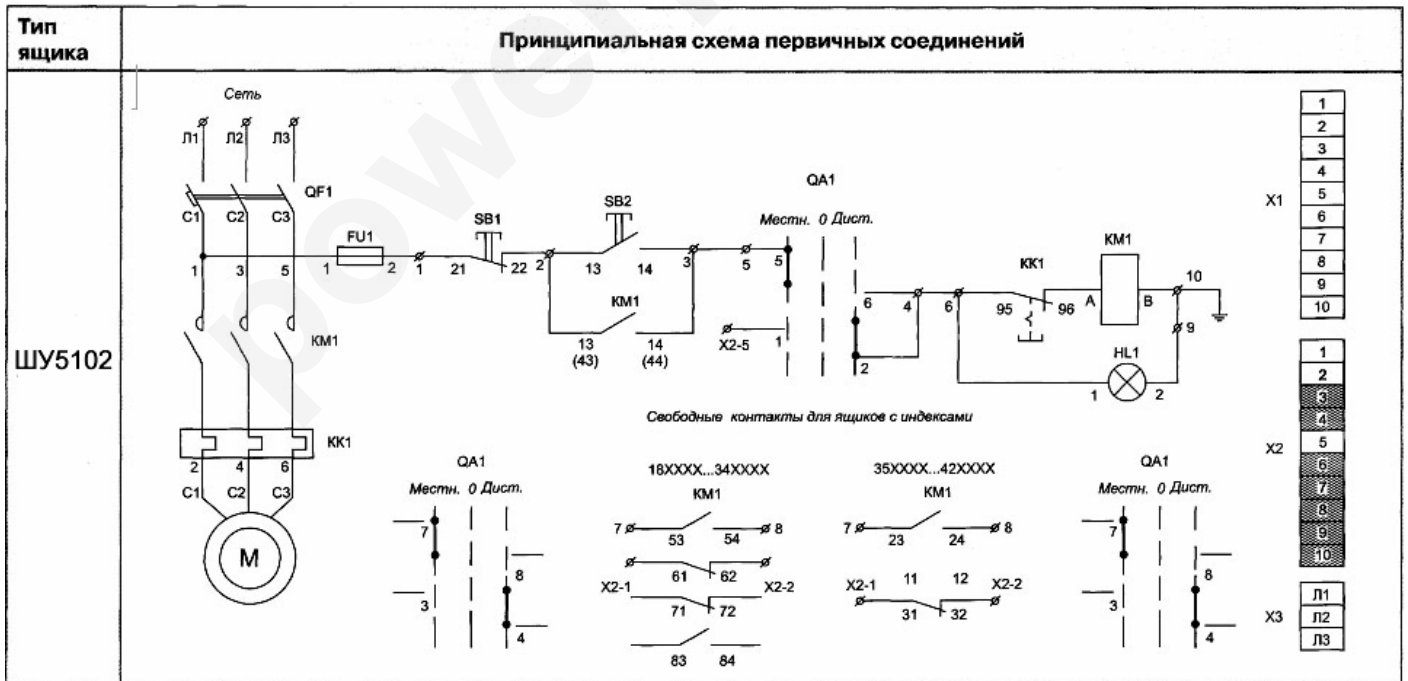 Тип ящика
Принципиальная схема первичных соединений
ШУ5102
Сеть
Л1 Л2 Л3
QF1
C1 C2 C3
1 3 5
FU1
1 2
1
SB1
21 22
2
SB2
13 14
3
KM1
13 14
(43) (44)
5
QA1
Местн. 0 Дист.
5
6
X2-5
1
2
4
6
KK1
95 96
KM1
A B
10
9
HL1
1 2
KM1
KK1
2 4 6
C1 C2 C3
M
Свободные контакты для ящиков с индексами
QA1
Местн. 0 Дист.
7
8
3
4
18XXXX...34XXXX
KM1
7 8
53 54
61 62
X2-1 X2-2
71 72
83 84
35XXXX...42XXXX
KM1
7 8
23 24
11 12
X2-1 X2-2
31 32
QA1
Местн. 0 Дист.
7
8
3
4
X1
1
2
3
4
5
6
7
8
9
10
X2
1
2
3
4
5
6
7
8
9
10
X3
Л1
Л2
Л3
power